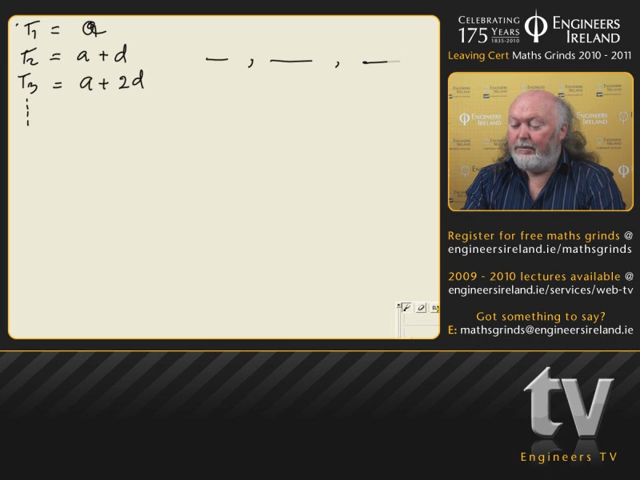 T1 = a
T2 = a + d
T3 = a + 2d
— , — , —
CELEBRATING
175 YEARS
1835-2010
ENGINEERS
IRELAND
Leaving Cert Maths Grinds 2010 - 2011
Register for free maths grinds @
engineersireland.ie/mathsgrinds
2009 - 2010 lectures available @
engineersireland.ie/services/web-tv
Got something to say?
E: mathsgrinds@engineersireland.ie
tv
Engineers TV